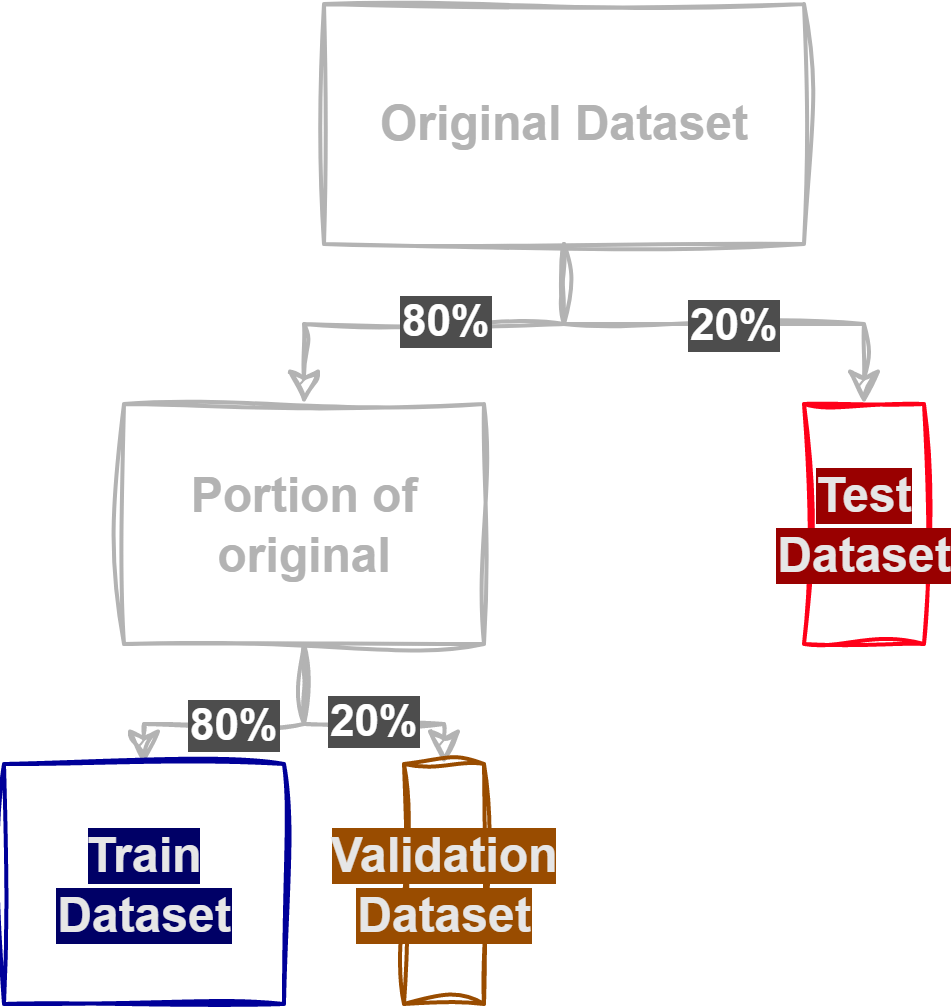 Original Dataset
80%
20%
Portion of
original
Test
Dataset
80%
20%
Train
Dataset
Validation
Dataset